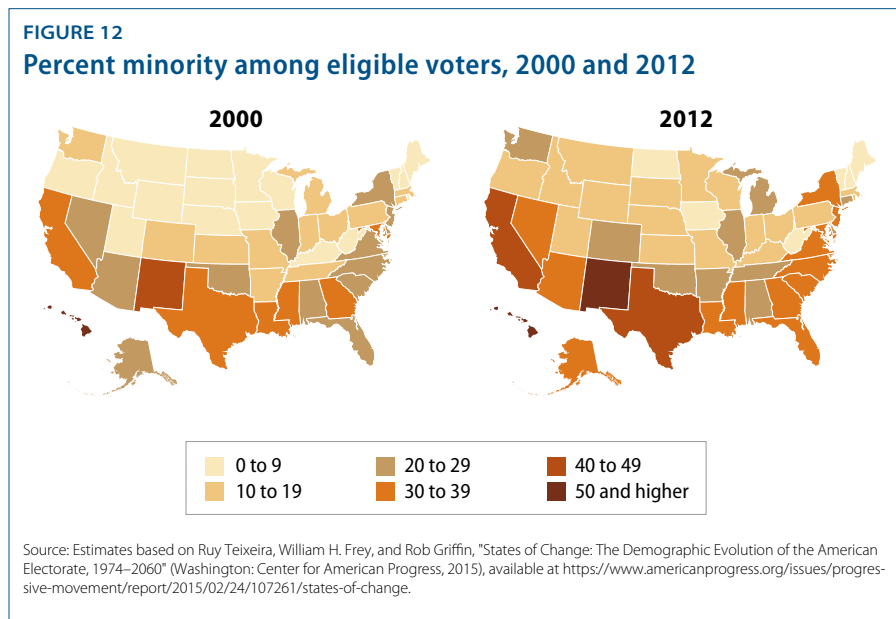 FIGURE 12
Percent minority among eligible voters, 2000 and 2012
2000
2012
0 to 9
20 to 29
40 to 49
10 to 19
30 to 39
50 and higher
Source: Estimates based on Ruy Teixeira, William H. Frey, and Rob Griffin, "States of Change: The Demographic Evolution of the American
Electorate, 1974–2060" (Washington: Center for American Progress, 2015), available at https://www.americanprogress.org/issues/progres-
sive-movement/report/2015/02/24/107261/states-of-change.